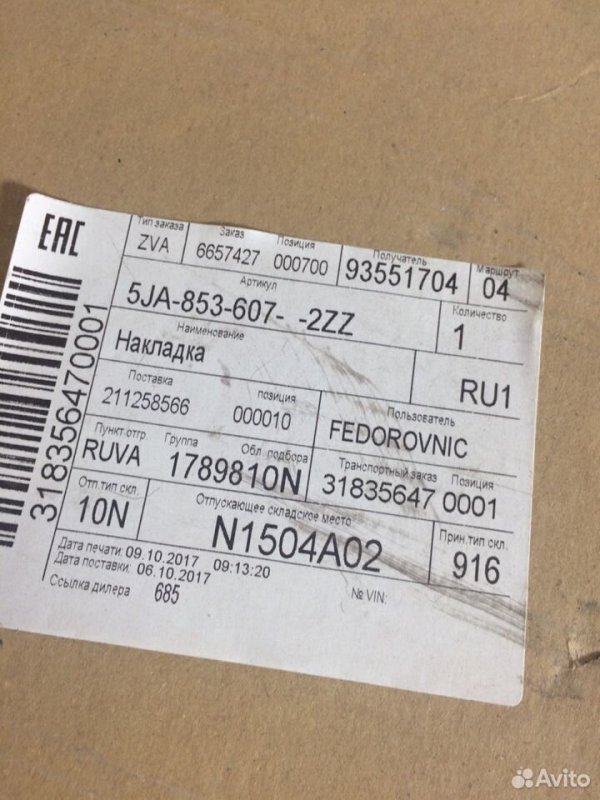 EAC
Тип заказа Заказ Позиция Получатель Маршрут
ZVA 6657427 000700 93551704 04
Артикул Количество
5JA-853-607- -2ZZ 1
Наименование
Накладка RU1
Поставка позиция Пользователь
211258566 000010 FEDOROVNIC
Пункт отгр. Группа Обл. подбора Транспортный заказ Позиция
RUVA 1789810N 31835647 0001
Отп.тип скл. Отпускающее складское место Прин.тип скл.
10N N1504A02 916
Дата печати: 09.10.2017 09:13:20
Дата поставки: 06.10.2017 № VIN:
Ссылка дилера 685
318356470001
Avito